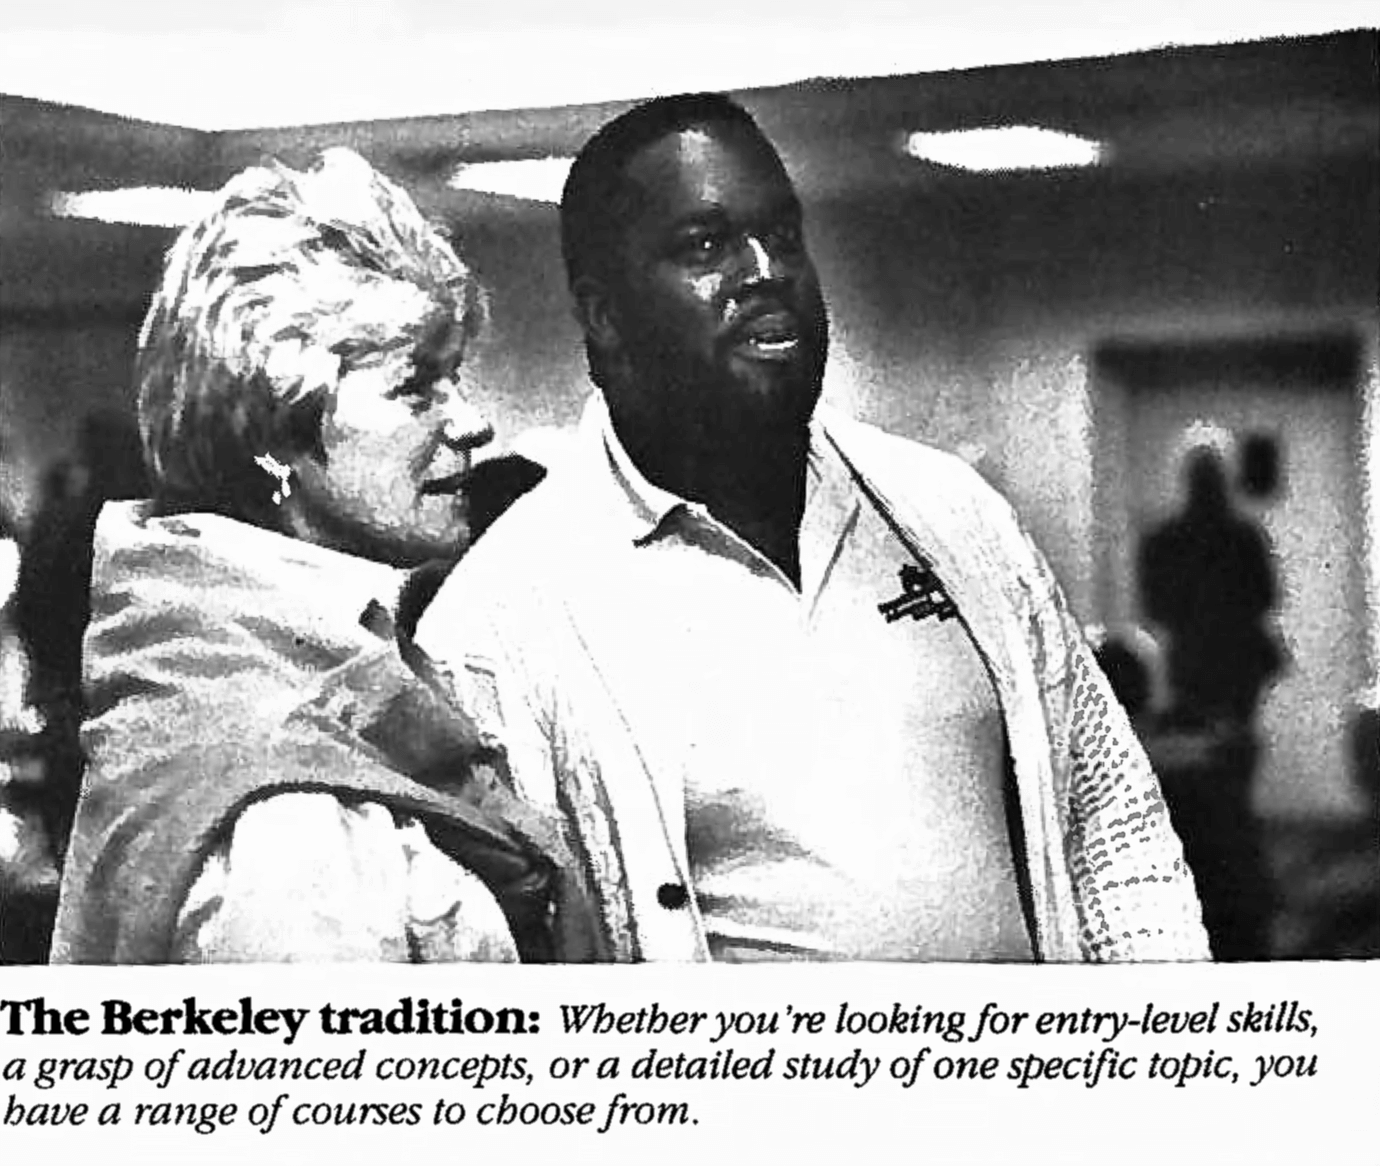 The Berkeley tradition: Whether you're looking for entry-level skills,
a grasp of advanced concepts, or a detailed study of one specific topic, you
have a range of courses to choose from.